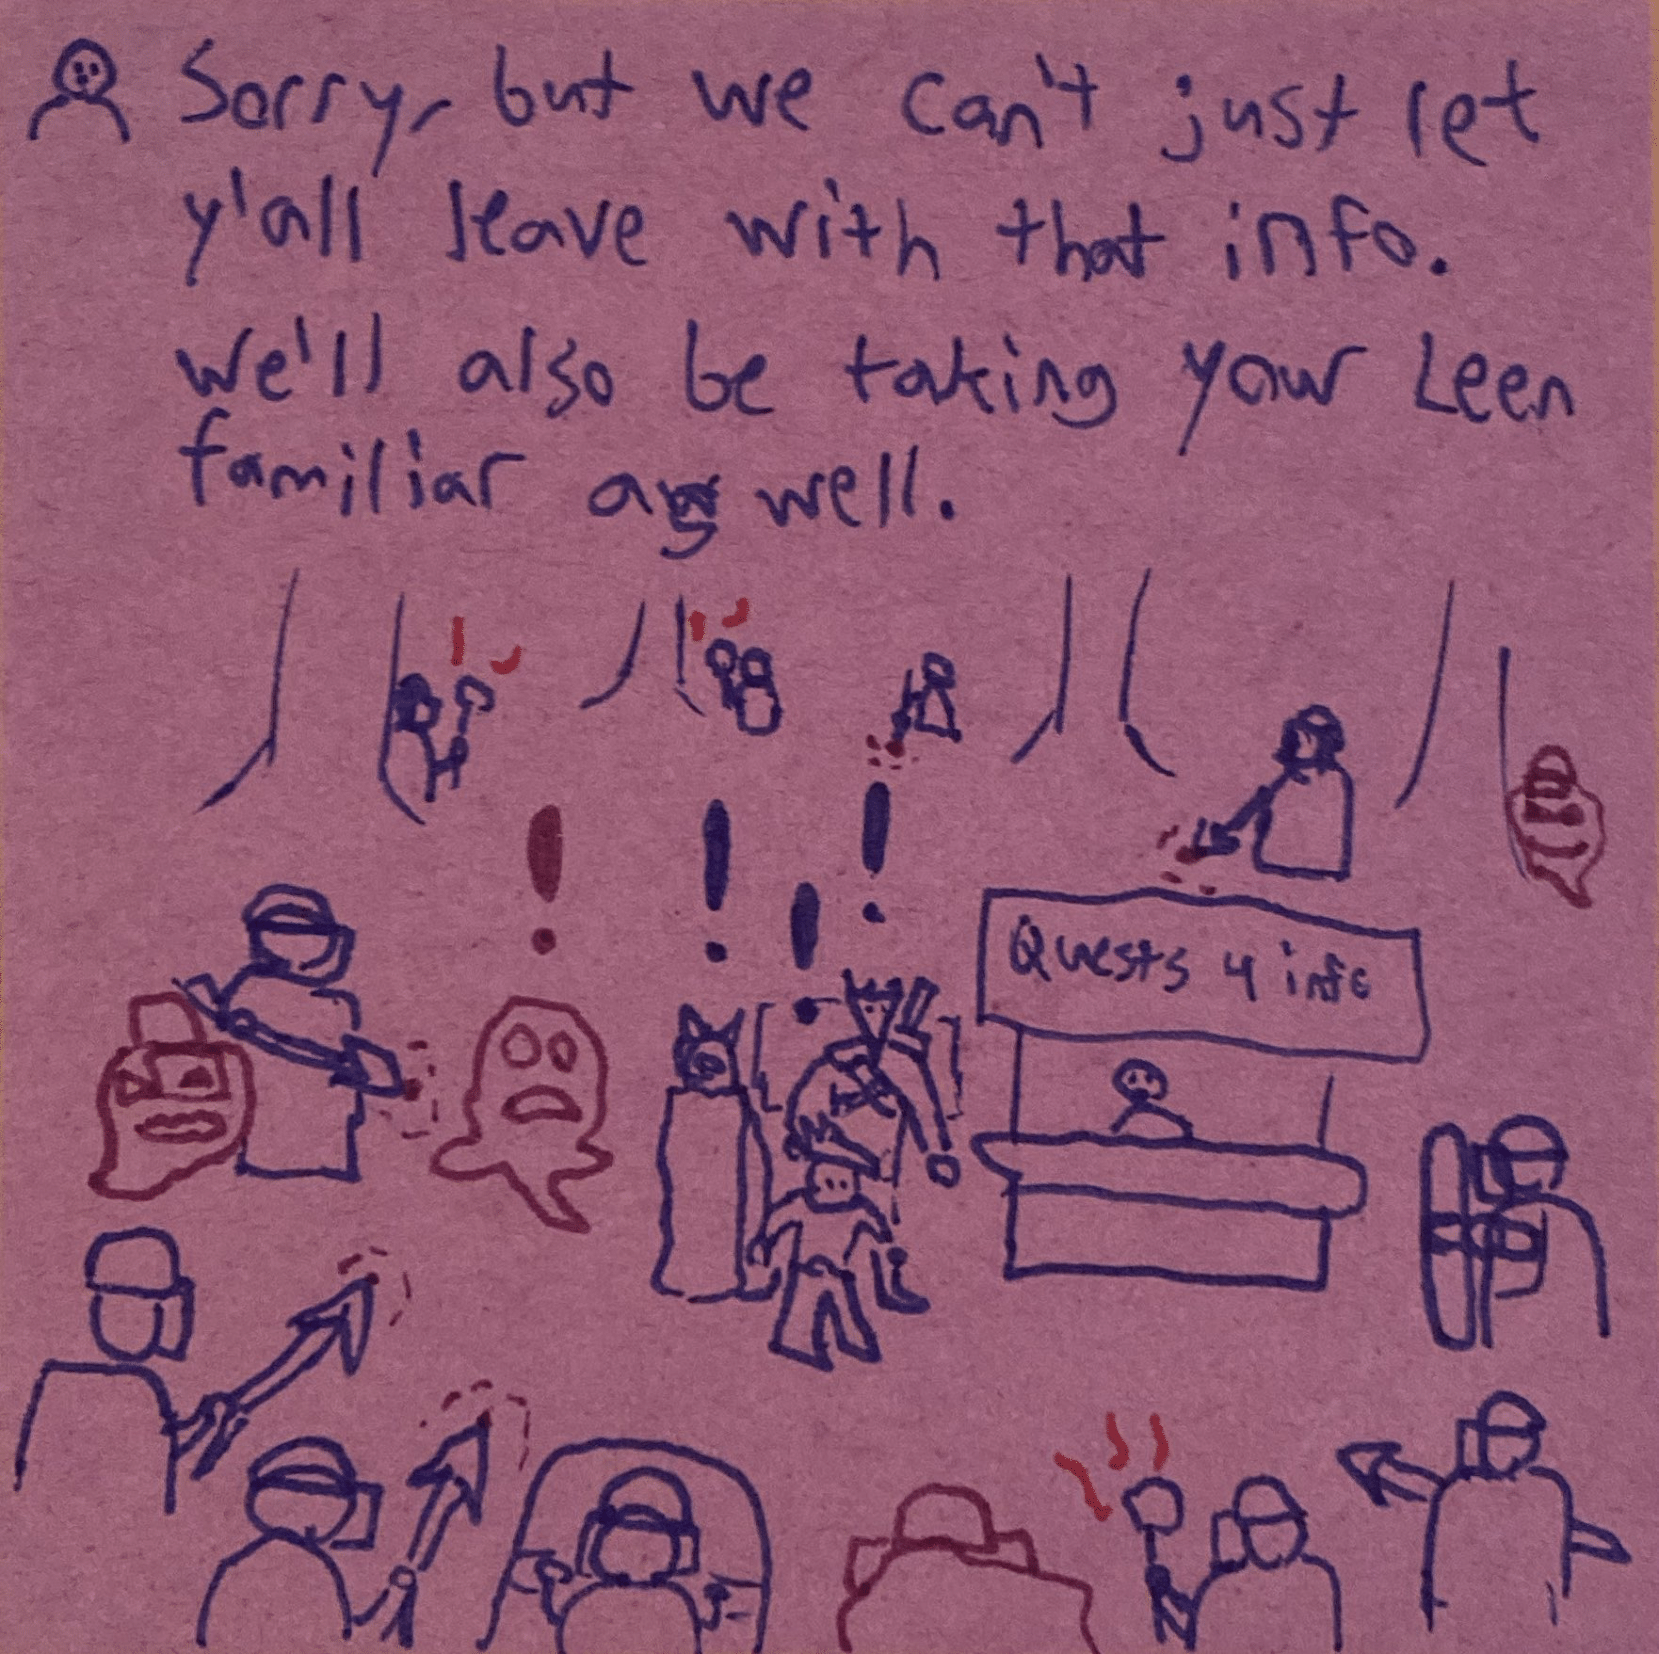 Sorry, but we can't just let
y'all leave with that info.
We'll also be taking your Leen
familiar as well.
Quests 4 info